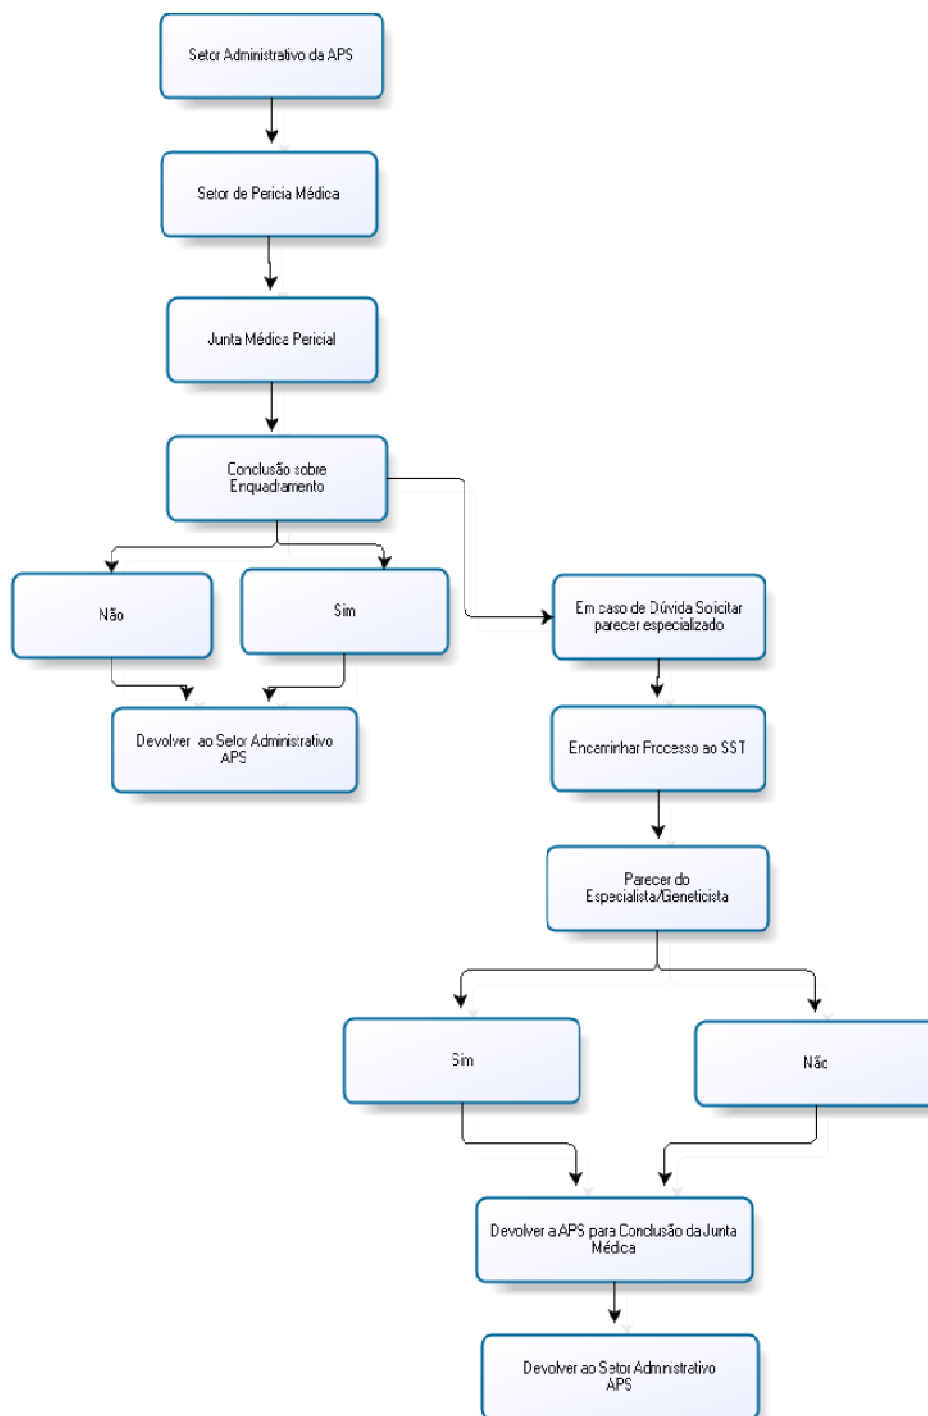 Setor Administrativo da APS
Setor de Pericia Médica
Junta Médica Pericial
Conclusão sobre
Enquadramento
Não
Sim
Em caso de Dúvida Solicitar
parecer especializado
Devolver ao Setor Administrativo
APS
Encaminhar Processo ao SST
Parecer do
Especialista/Geneticista
Sim
Não
Devolver a APS para Conclusão da Junta
Médica
Devolver ao Setor Administrativo
APS